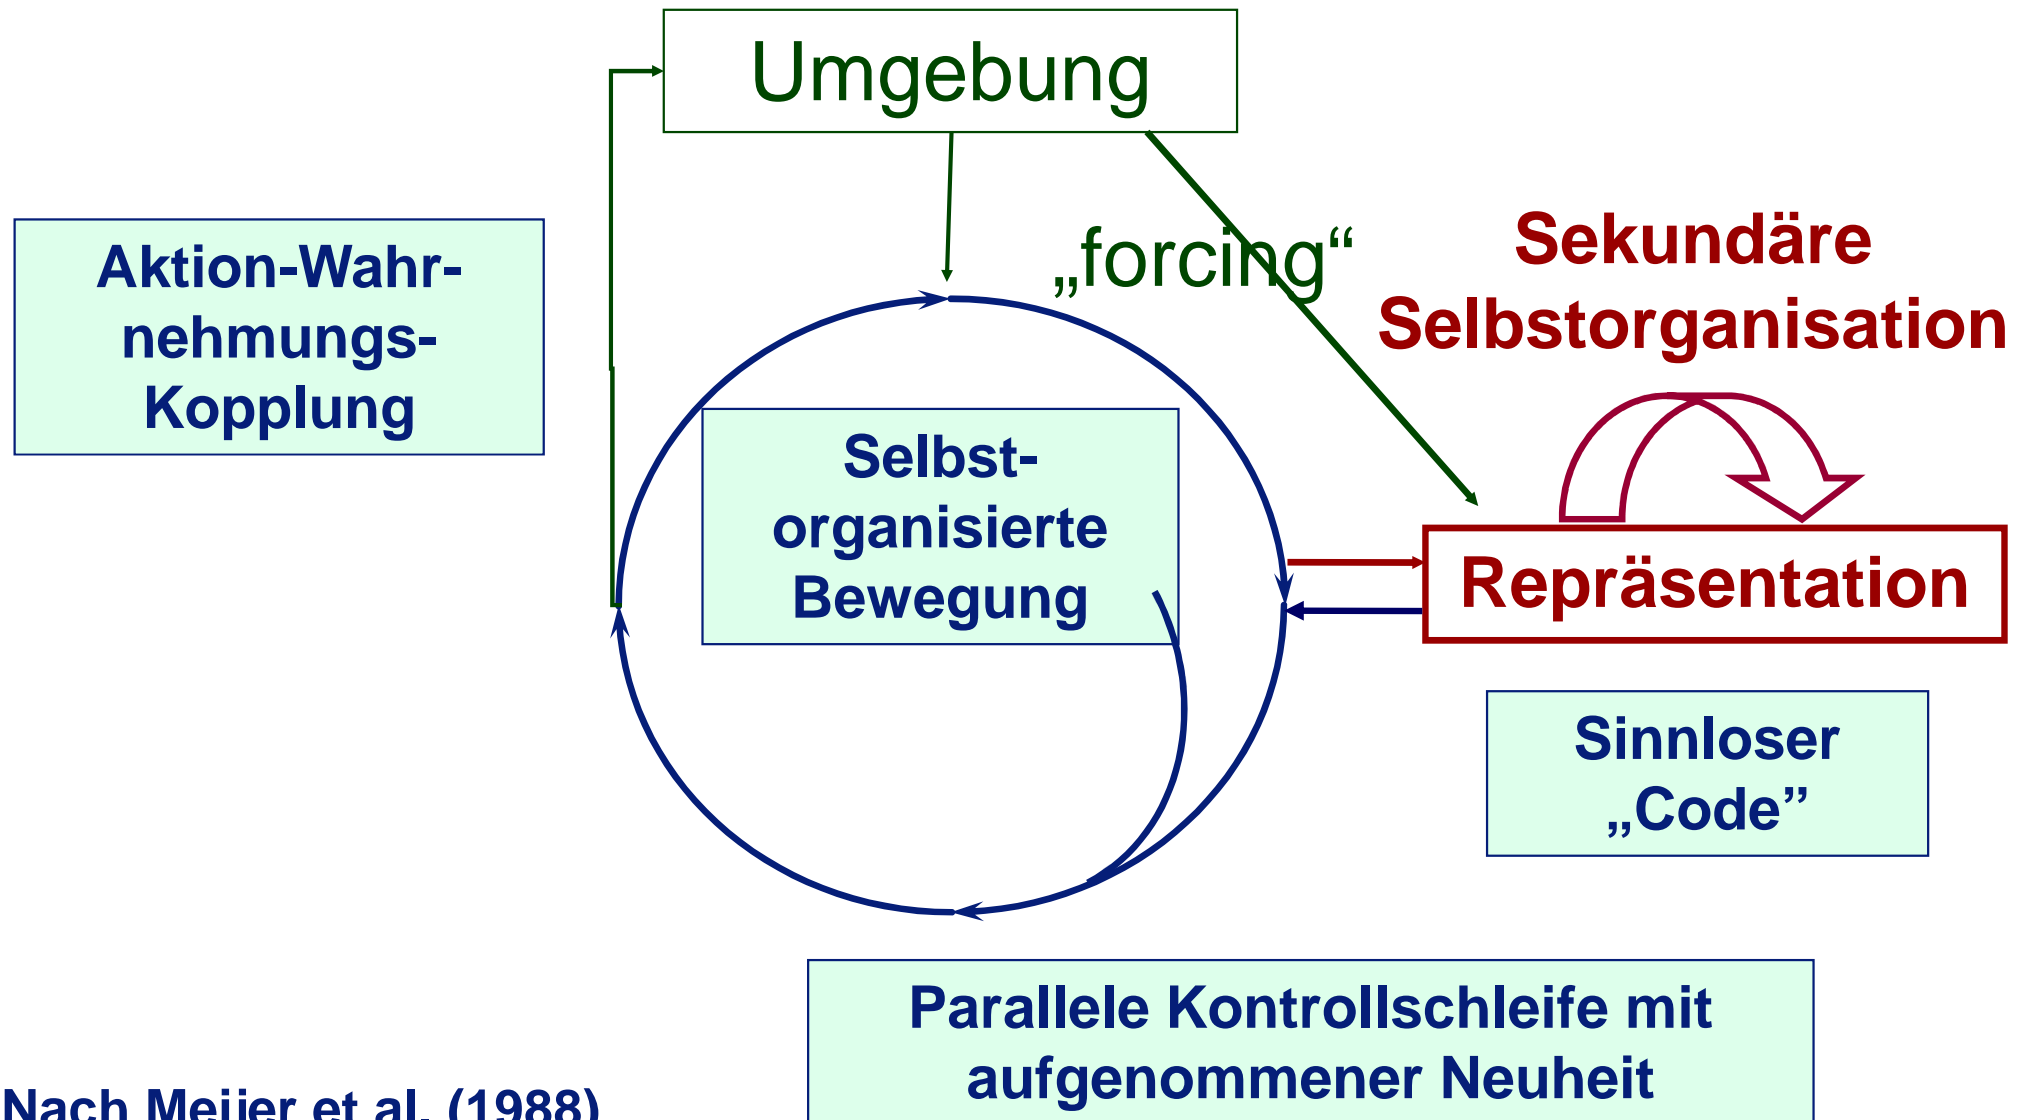 Umgebung
„forcing“
Aktion-Wahr-
nehmungs-
Kopplung
Sekundäre
Selbstorganisation
Selbst-
organisierte
Bewegung
Repräsentation
Sinnloser
„Code”
Parallele Kontrollschleife mit
aufgenommener Neuheit
Nach Meijer et al. (1988)